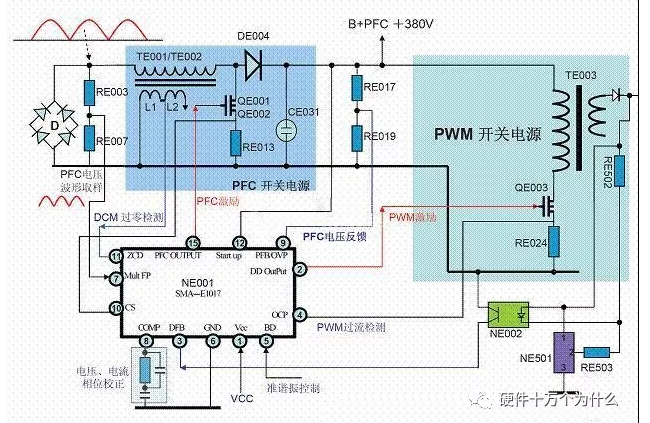 B+PFC ＋380V
DE004
TE001/TE002
TE003
RE003
L1
L2
QE001
QE002
CE031
RE017
D
RE007
RE013
RE019
PWM 开关电源
RE502
PFC电压
波形取样
PFC 开关电源
QE003
PFC激励
DCM 过零检测
PFC电压反馈
PWM激励
RE024
15
12
9
11
ZCD
PFC OUTPUT
Start up
PFB/OVP
7
Mult FP
NE001
SMA—E1017
DD OutPut
2
10
CS
OCP
4
PWM过流检测
NE002
COMP
DFB
GND
Vcc
BD
8
3
6
1
5
NE501
1
2
3
RE503
电压、电流
相位校正
VCC
准谐振控制
硬件十万个为什么